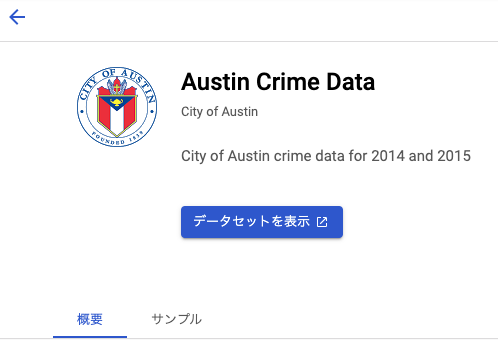 CITY OF AUSTIN
FOUNDED 1839
Austin Crime Data
City of Austin
City of Austin crime data for 2014 and 2015
データセットを表示
概要 サンプル